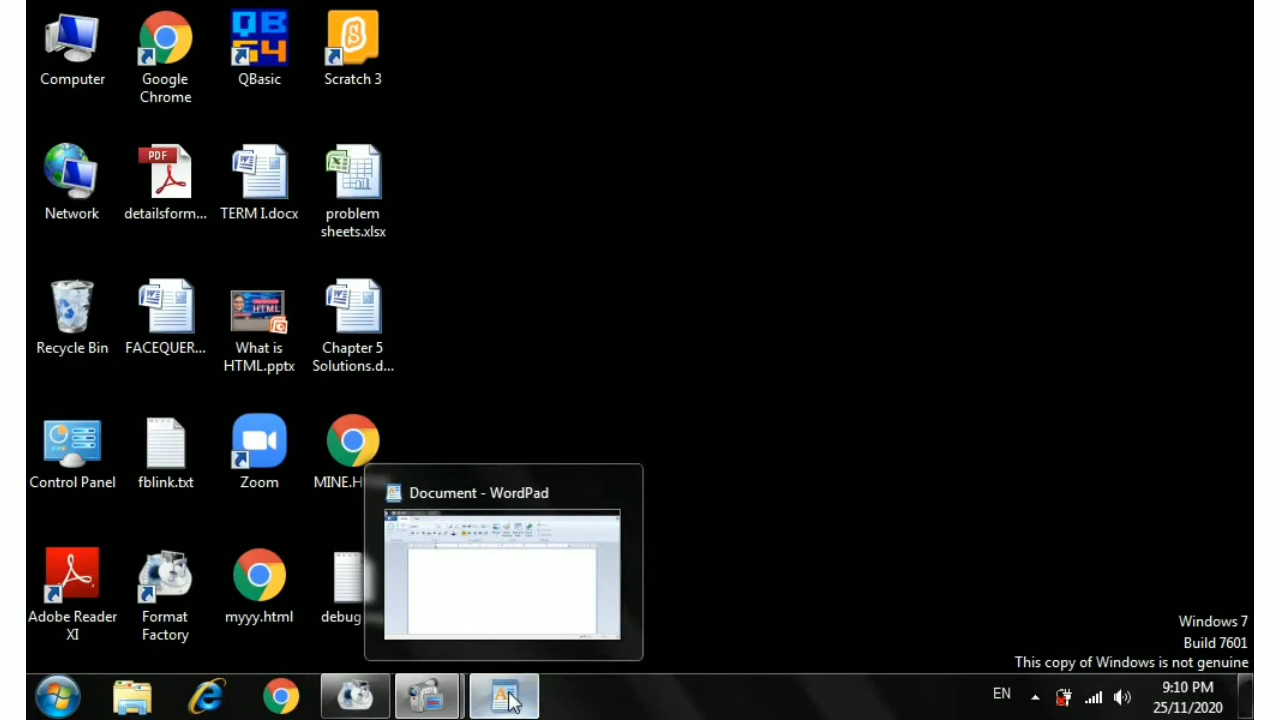 Computer
Google
Chrome
QBasic
Scratch 3
Network
PDF
detailsform...
TERM I.docx
problem
sheets.xlsx
Recycle Bin
FACEQUER...
HTML
What is
HTML.pptx
Chapter 5
Solutions.d...
Control Panel
fblink.txt
Zoom
MINE.H
Document - WordPad
Adobe Reader
XI
Format
Factory
myyy.html
debug
Windows 7
Build 7601
This copy of Windows is not genuine
EN
9:10 PM
25/11/2020